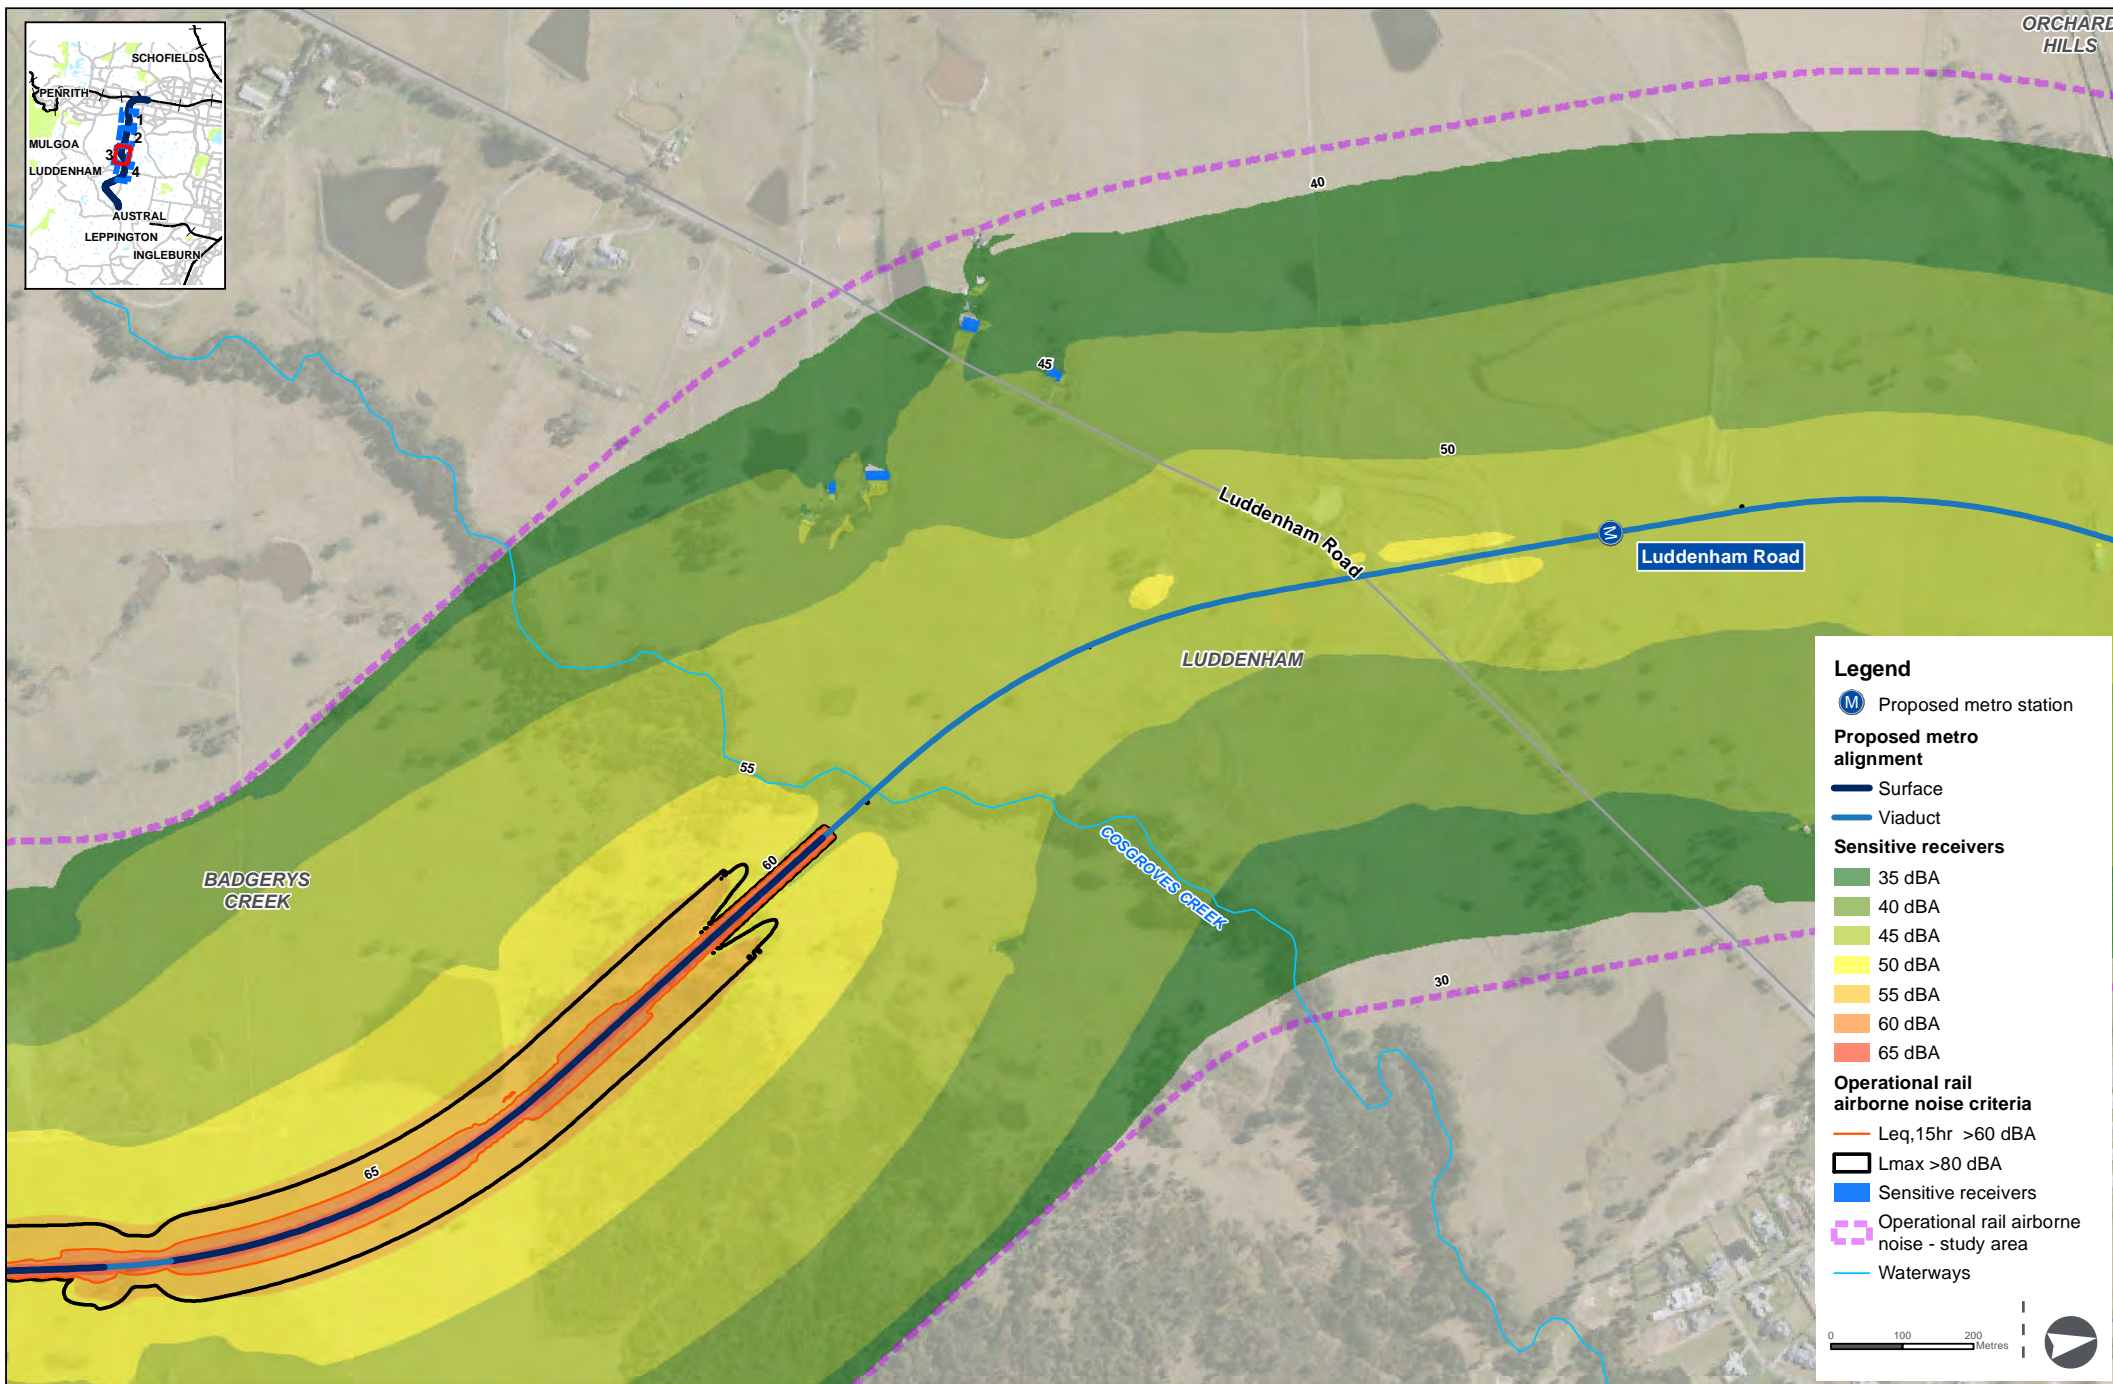 SCHOFIELDS
PENRITH
1
2
MULGOA
3
LUDDENHAM
4
AUSTRAL
LEPPINGTON
INGLEBURN
ORCHARD
HILLS
40
45
50
Luddenham Road
M
Luddenham Road
LUDDENHAM
55
COSGROVES CREEK
60
BADGERYS
CREEK
30
65
Legend
M Proposed metro station
Proposed metro
alignment
Surface
Viaduct
Sensitive receivers
35 dBA
40 dBA
45 dBA
50 dBA
55 dBA
60 dBA
65 dBA
Operational rail
airborne noise criteria
Leq,15hr >60 dBA
Lmax >80 dBA
Sensitive receivers
Operational rail airborne
noise - study area
Waterways
0 100 200
Metres